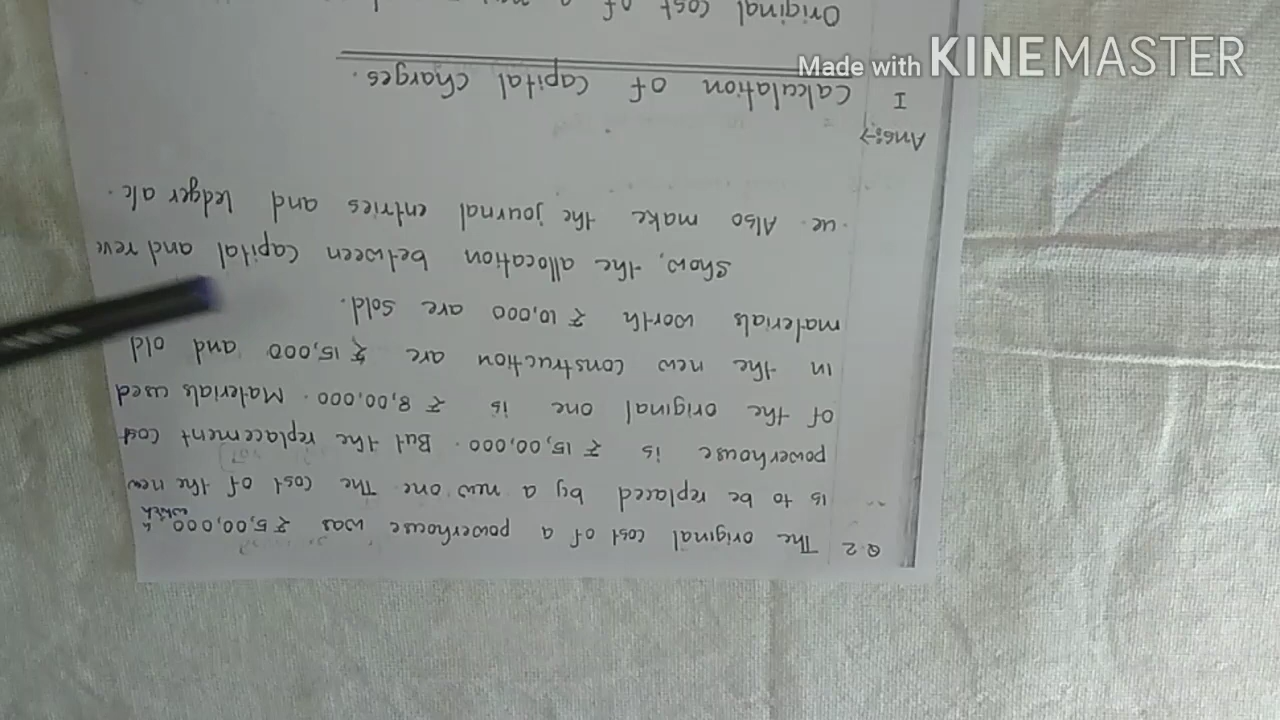 Q.2 The original cost of a powerhouse was ₹ 5,00,000 which
is to be replaced by a new one. The cost of the new
powerhouse is ₹ 15,00,000. But the replacement cost
of the original one is ₹ 8,00,000. Materials used
in the new construction are ₹ 15,000 and old
materials worth ₹ 10,000 are sold.
Show, the allocation between capital and reve
-ue. Also make the journal entries and ledger a/c.
Ans:→
I Calculation of Capital Charges.
Original cost of a
Made with KINEMASTER